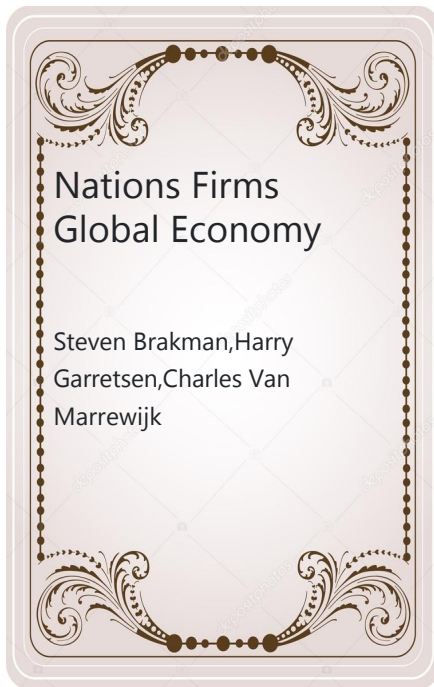 Nations Firms
Global Economy
Steven Brakman,Harry
Garretsen,Charles Van
Marrewijk